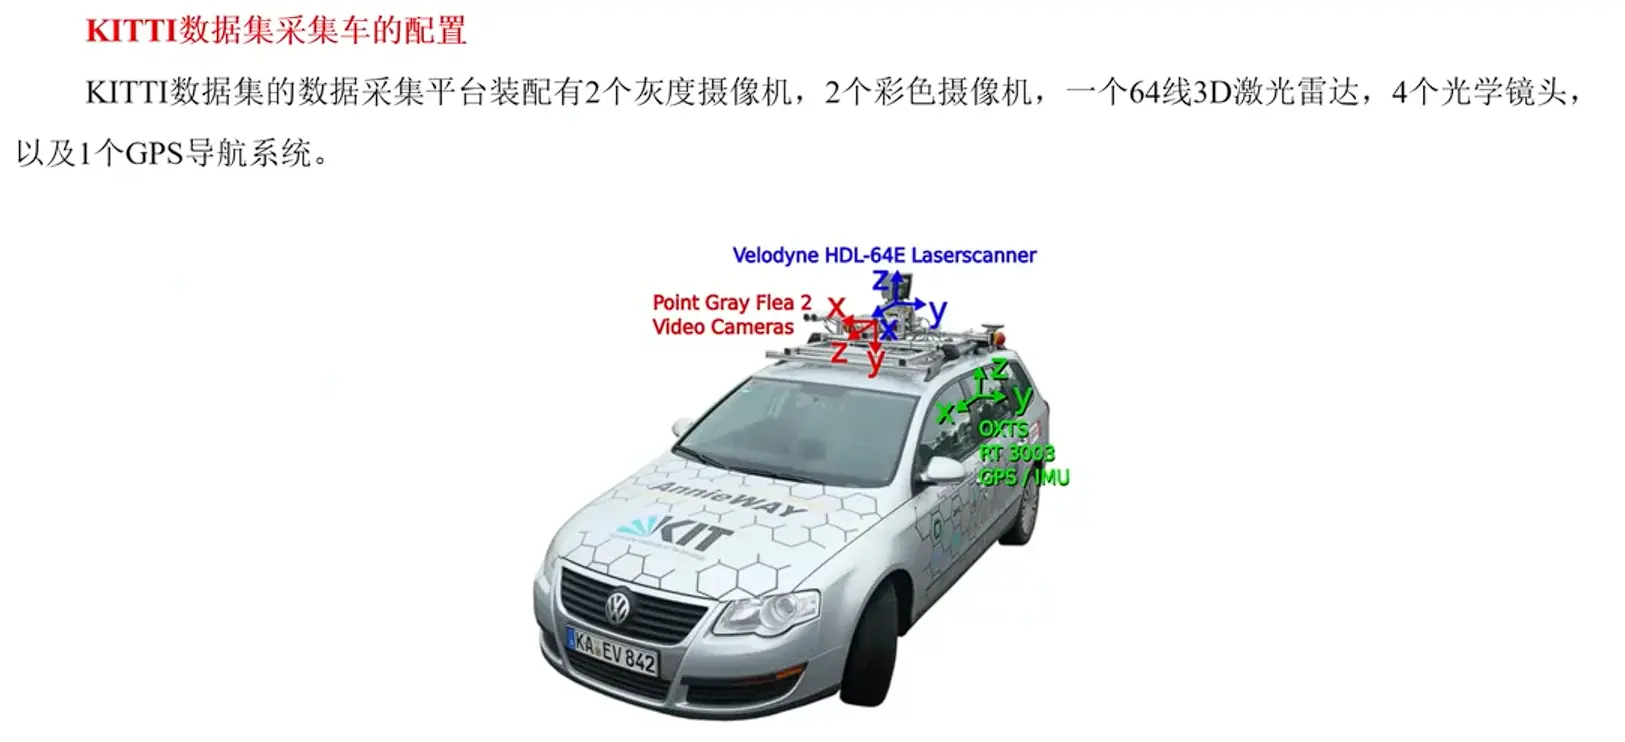 KITTI数据集采集车的配置
KITTI数据集的数据采集平台装配有2个灰度摄像机，2个彩色摄像机，一个64线3D激光雷达，4个光学镜头，
以及1个GPS导航系统。
Velodyne HDL-64E Laserscanner
z
y
x
Point Gray Flea 2
Video Cameras
x
z
y
z
y
x
OXTS
RT 3003
GPS / IMU
AnnieWAY
KIT
KA EV 842